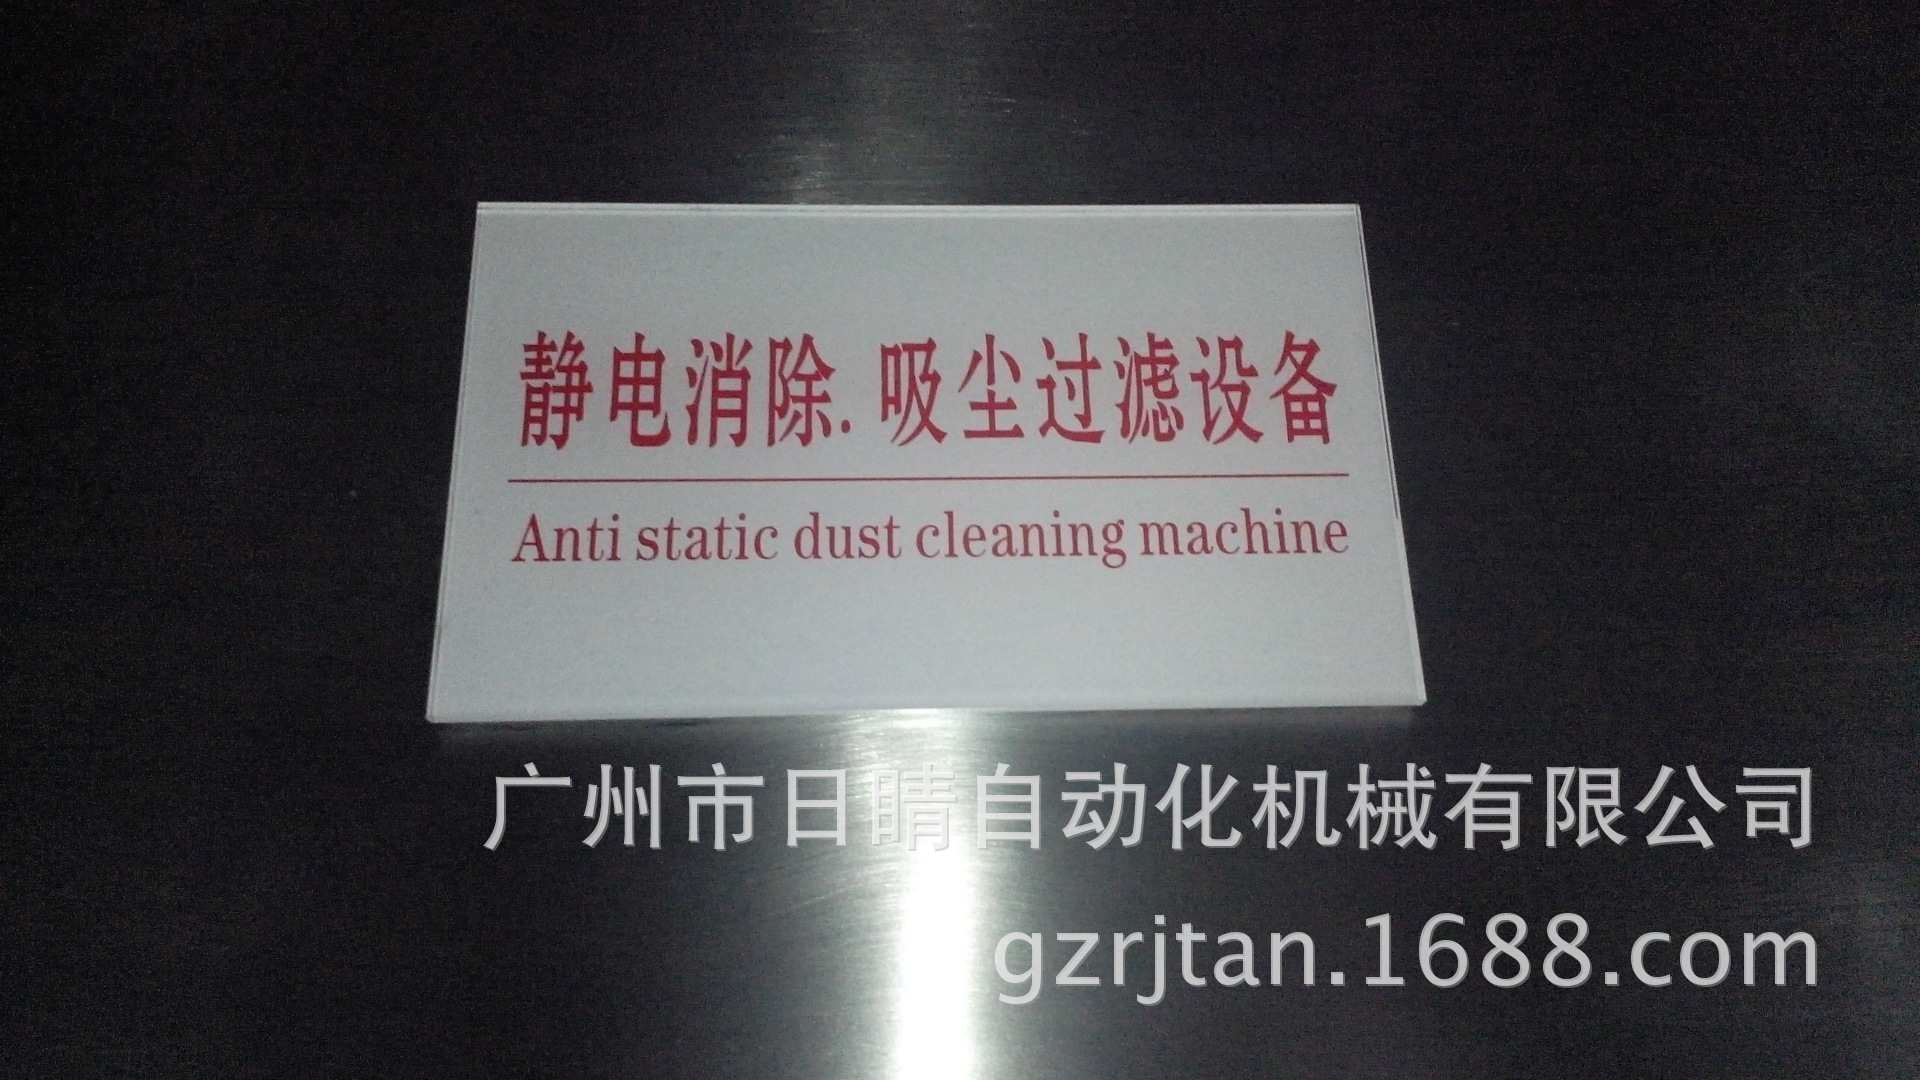 静电消除.吸尘过滤设备
Anti static dust cleaning machine
广州市日睛自动化机械有限公司
gzrjtan.1688.com